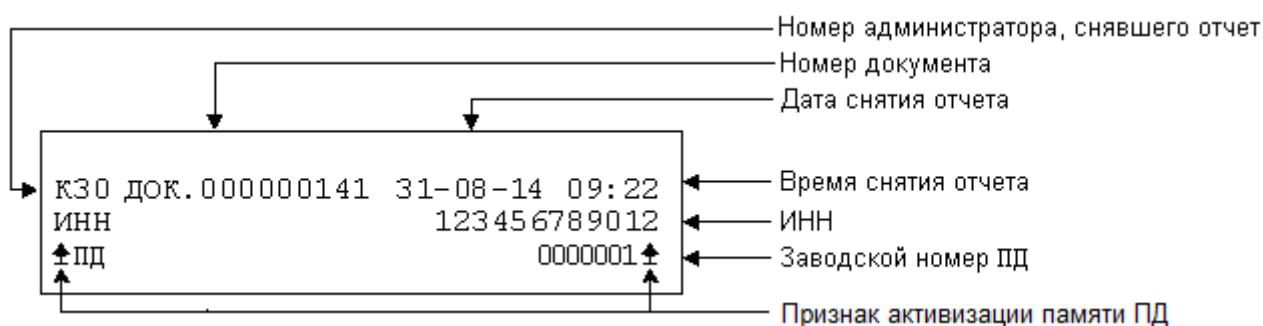 Номер администратора, снявшего отчет
Номер документа
Дата снятия отчета
К30 ДОК.000000141 31-08-14 09:22
Время снятия отчета
ИНН 123456789012
ИНН
ПД 0000001
Заводской номер ПД
Признак активизации памяти ПД